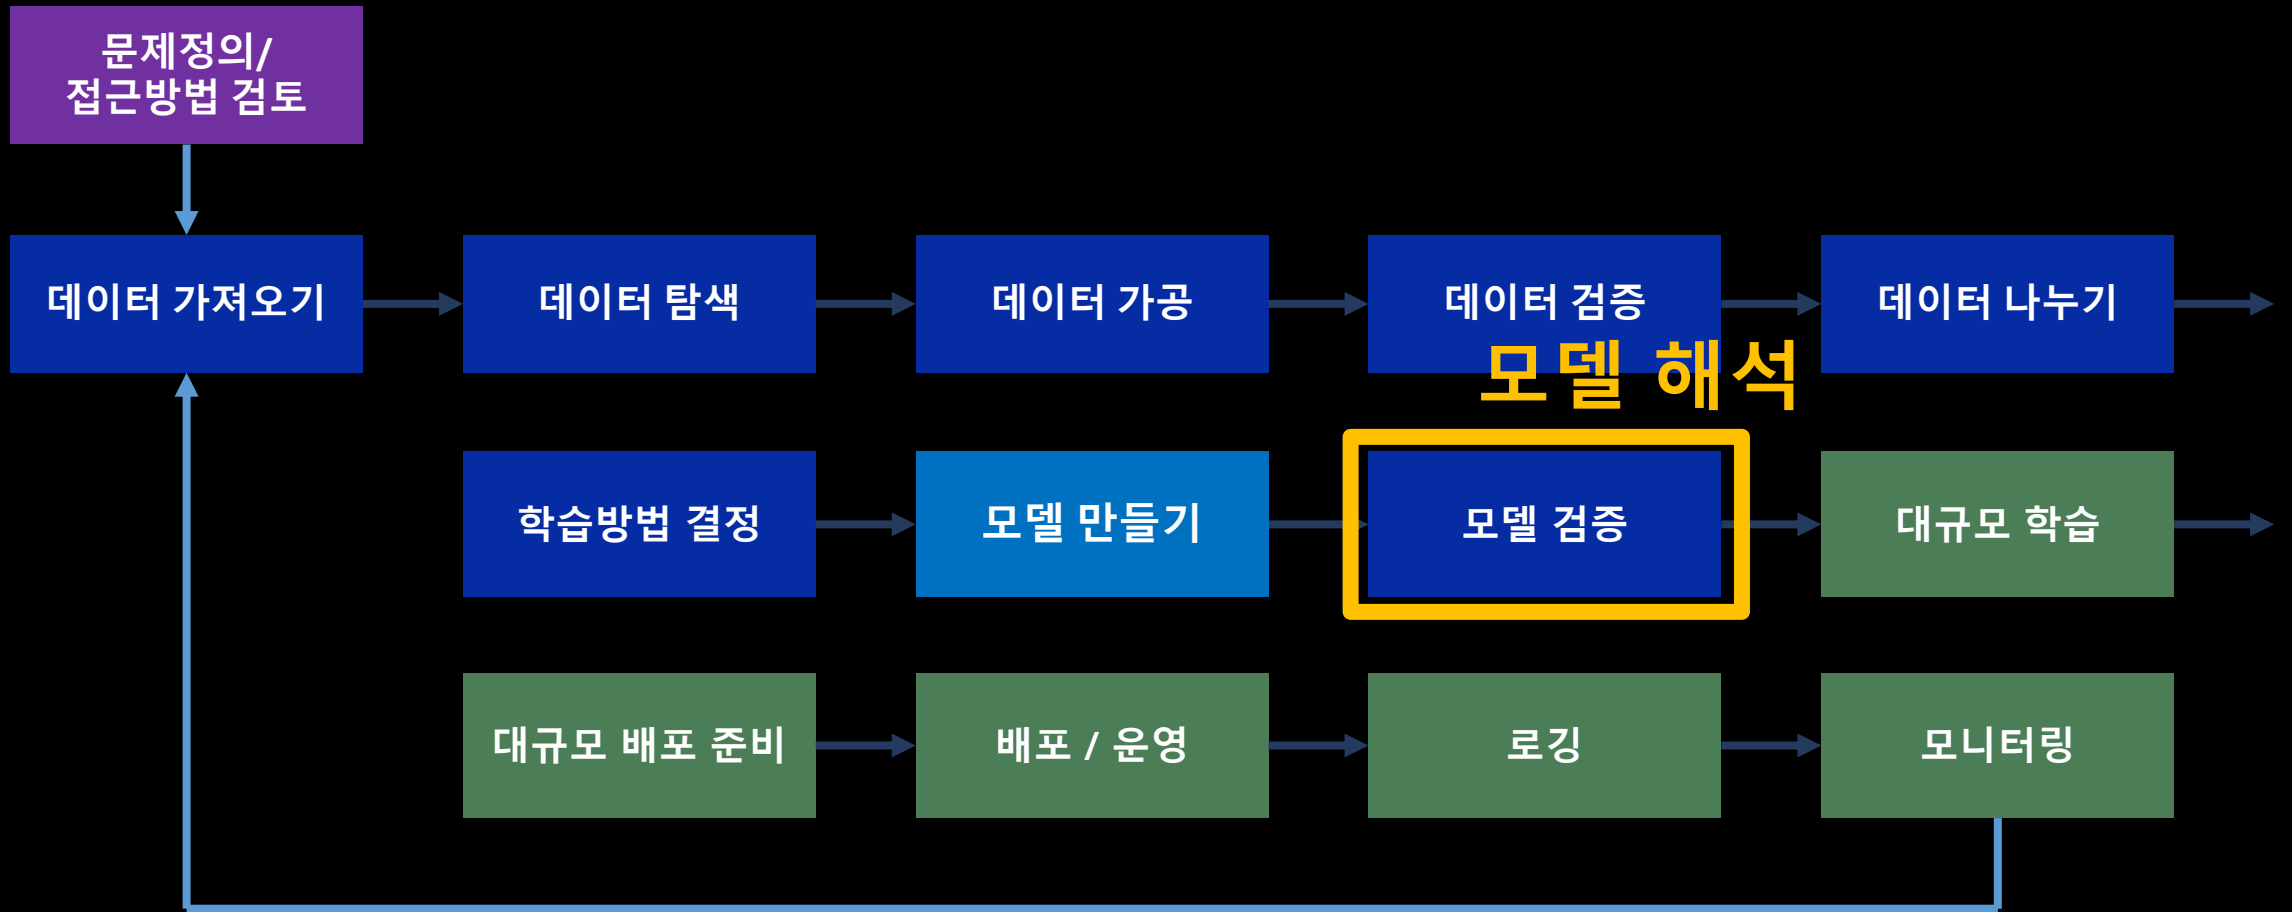 문제정의/
접근방법 검토
데이터 가져오기
데이터 탐색
데이터 가공
데이터 검증
데이터 나누기
모델 해석
학습방법 결정
모델 만들기
모델 검증
대규모 학습
대규모 배포 준비
배포 / 운영
로깅
모니터링